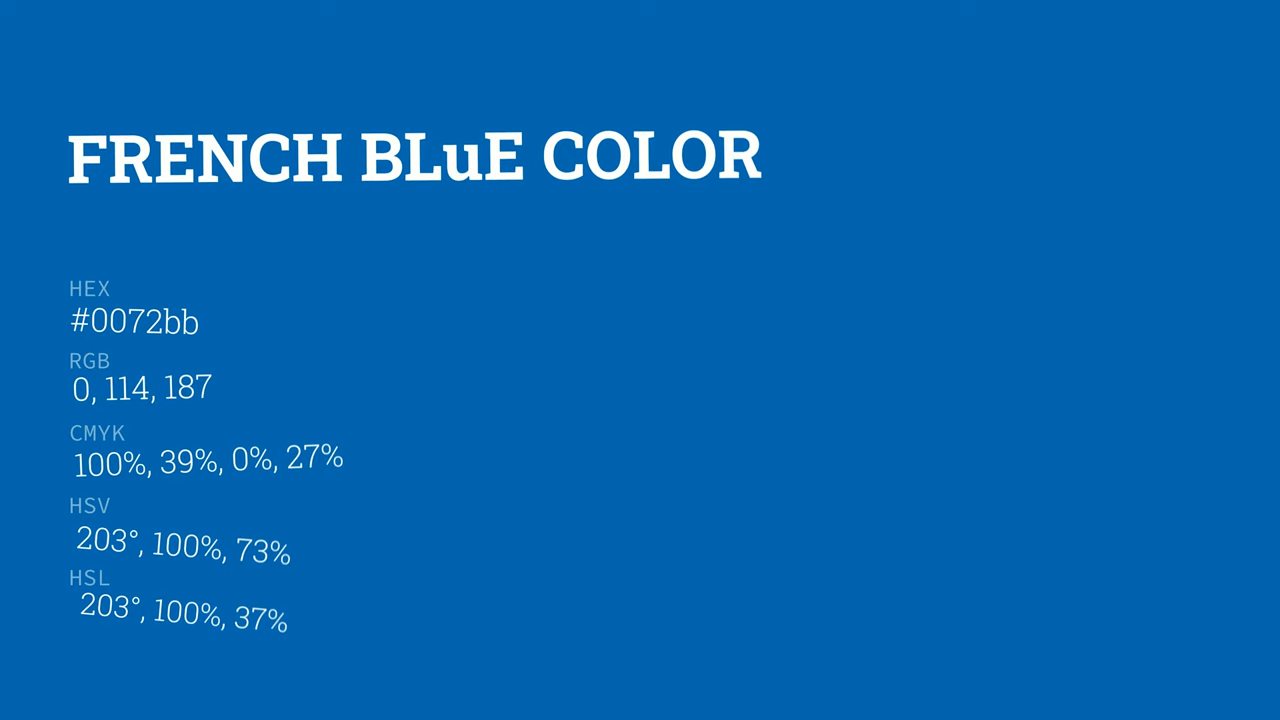 FRENCH BLuE COLOR
HEX
#0072bb
RGB
0, 114, 187
CMYK
100%, 39%, 0%, 27%
HSV
203°, 100%, 73%
HSL
203°, 100%, 37%